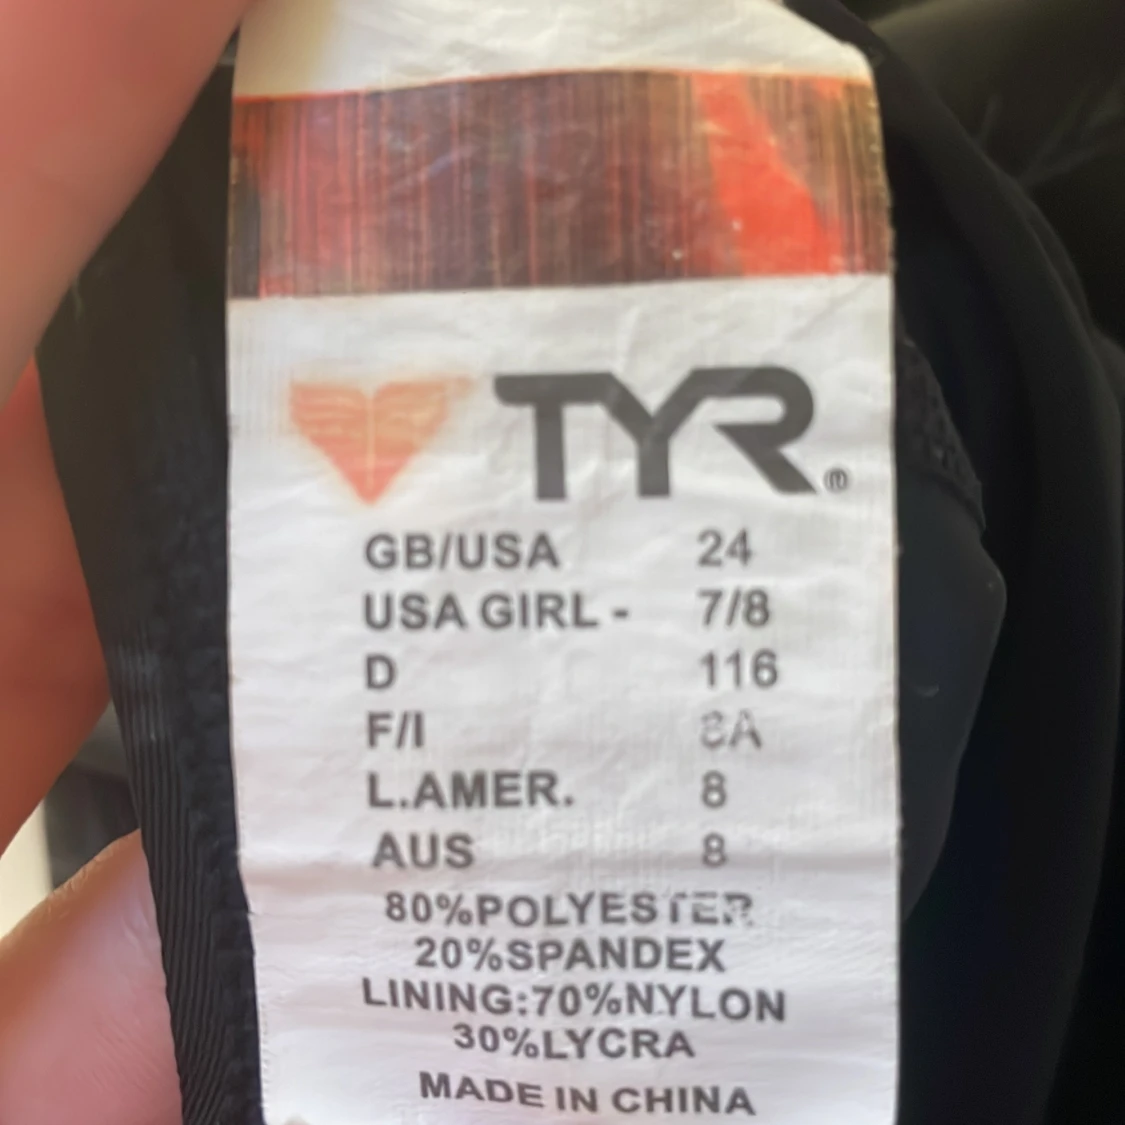 TYR®
GB/USA 24
USA GIRL - 7/8
D 116
F/I 8A
L.AMER. 8
AUS 8
80%POLYESTER
20%SPANDEX
LINING:70%NYLON
30%LYCRA
MADE IN CHINA